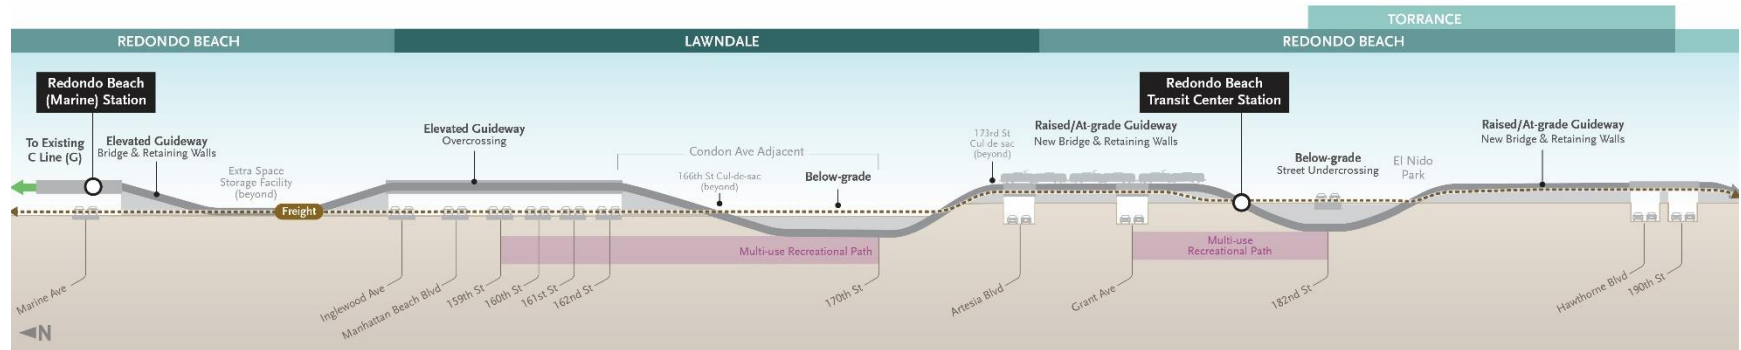 TORRANCE
REDONDO BEACH
LAWNDALE
REDONDO BEACH
Redondo Beach
(Marine) Station
To Existing
C Line (G)
Elevated Guideway
Bridge & Retaining Walls
Extra Space
Storage Facility
(beyond)
Freight
Elevated Guideway
Overcrossing
Condon Ave Adjacent
166th St Cul-de-sac
(beyond)
Below-grade
173rd St
Cul de sac
(beyond)
Raised/At-grade Guideway
New Bridge & Retaining Walls
Redondo Beach
Transit Center Station
Below-grade
Street Undercrossing
El Nido
Park
Raised/At-grade Guideway
New Bridge & Retaining Walls
Multi-use Recreational Path
Multi-use
Recreational Path
Marine Ave
Inglewood Ave
Manhattan Beach Blvd
159th St
160th St
161st St
162nd St
170th St
Artesia Blvd
Grant Ave
182nd St
Hawthorne Blvd
190th St
N